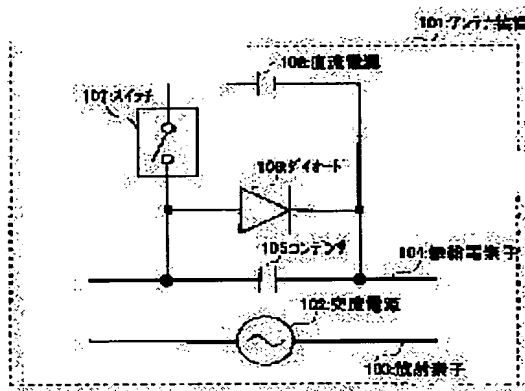 101:アンテナ装置
108:直流電源
107:スイッチ
106:ダイオード
105:コンデンサ
104:無給電素子
102:交流電源
103:放射素子